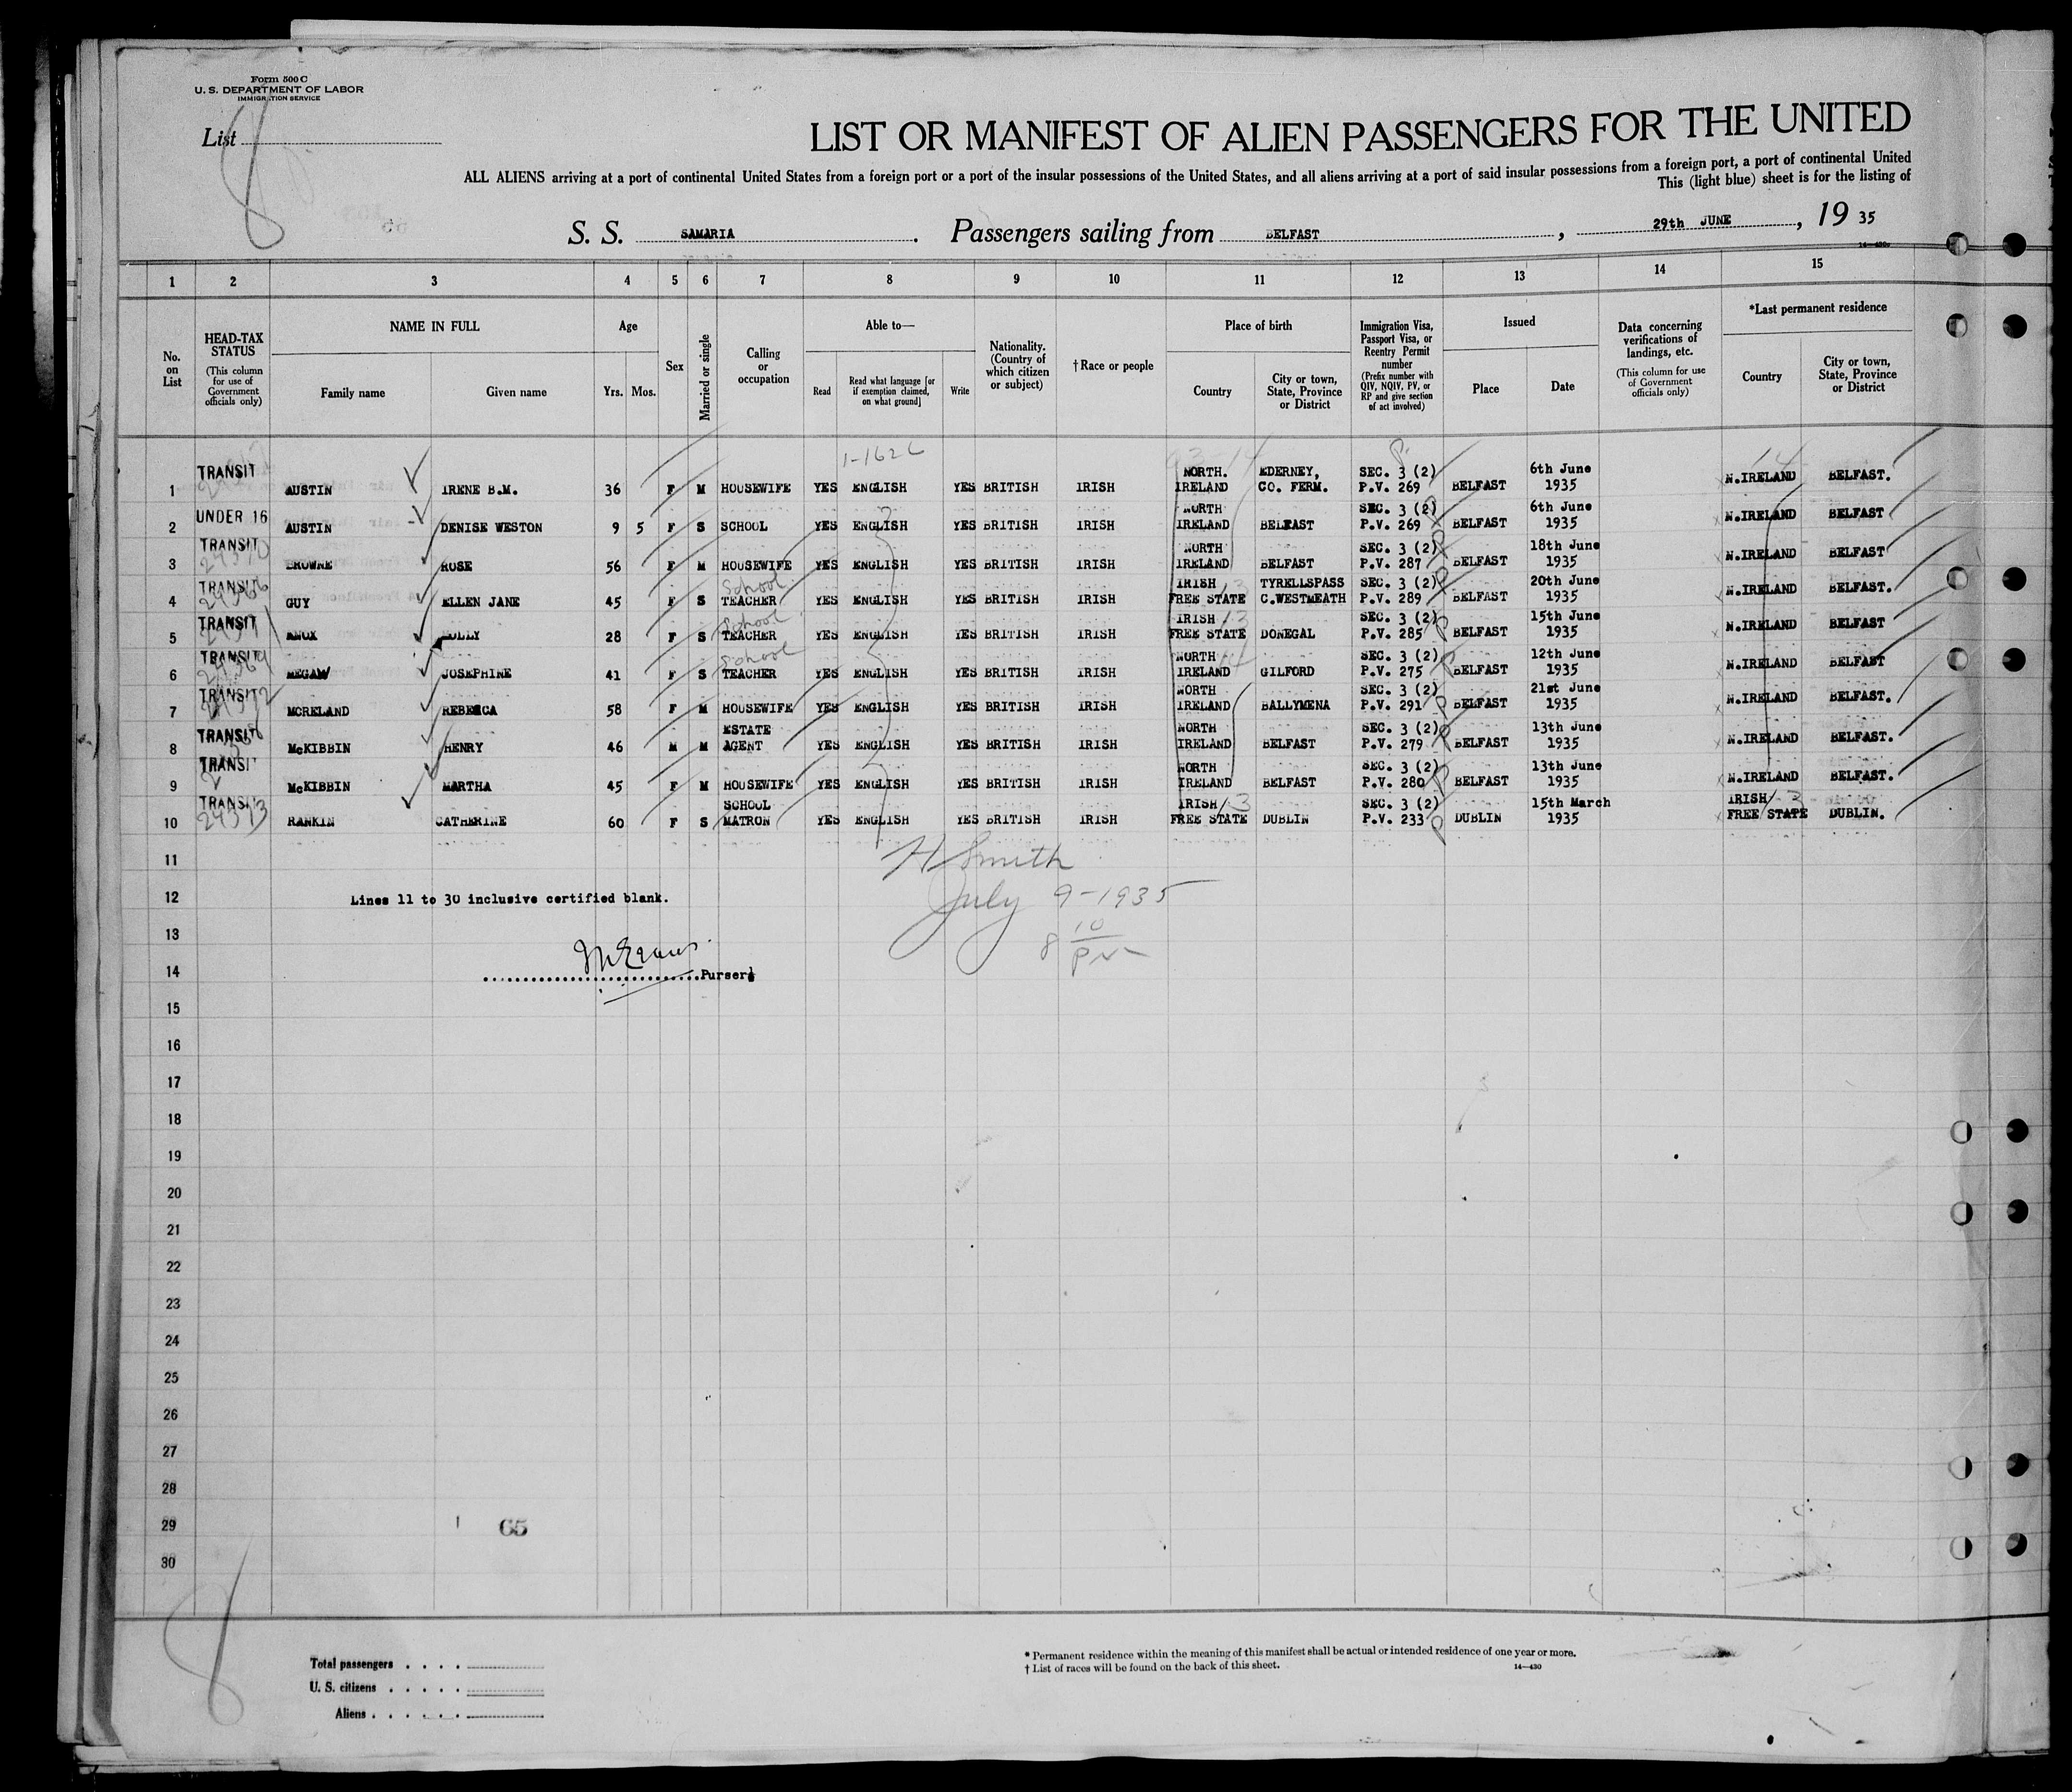 Form 500 C
U. S. DEPARTMENT OF LABOR
IMMIGRATION SERVICE
List
8
LIST OR MANIFEST OF ALIEN PASSENGERS FOR THE UNITED
ALL ALIENS arriving at a port of continental United States from a foreign port or a port of the insular possessions of the United States, and all aliens arriving at a port of said insular possessions from a foreign port, a port of continental United
This (light blue) sheet is for the listing of
S. S. SAMARIA . Passengers sailing from BELFAST , 29th JUNE , 19 35
1 2 3 4 5 6 7 8 9 10 11 12 13 14 15
No. on List
HEAD-TAX STATUS (This column for use of Government officials only)
NAME IN FULL Family name Given name
Age Yrs. Mos.
Sex
Married or single
Calling or occupation
Able to— Read Read what language [or if exemption claimed, on what ground] Write
Nationality. (Country of which citizen or subject)
†Race or people
Place of birth Country City or town, State, Province or District
Immigration Visa, Passport Visa, or Reentry Permit number (Prefix number with QIV, NQIV, PV, or RP and give section of act involved)
Issued Place Date
Data concerning verifications of landings, etc. (This column for use of Government officials only)
*Last permanent residence Country City or town, State, Province or District
1-162L
1 TRANSIT AUSTIN IRENE B.M. 36 F M HOUSEWIFE YES ENGLISH YES BRITISH IRISH NORTH. IRELAND EDERNEY, CO. FERM. SEC. 3 (2) P.V. 269 BELFAST 6th June 1935 N.IRELAND BELFAST.
2 UNDER 16 AUSTIN DENISE WESTON 9 5 F S SCHOOL YES ENGLISH YES BRITISH IRISH NORTH IRELAND BELFAST SEC. 3 (2) P.V. 269 BELFAST 6th June 1935 N.IRELAND BELFAST
3 TRANSIT BROWNE ROSE 56 F M HOUSEWIFE YES ENGLISH YES BRITISH IRISH NORTH IRELAND BELFAST SEC. 3 (2) P.V. 287 BELFAST 18th June 1935 N.IRELAND BELFAST
4 TRANSIT GUY ELLEN JANE 45 F S School TEACHER YES ENGLISH YES BRITISH IRISH IRISH FREE STATE TYRELLSPASS C.WESTMEATH SEC. 3 (2) P.V. 289 BELFAST 20th June 1935 N.IRELAND BELFAST.
5 TRANSIT KNOX 28 F S School TEACHER YES ENGLISH YES BRITISH IRISH IRISH FREE STATE DONEGAL SEC. 3 (2) P.V. 285 BELFAST 15th June 1935 N.IRELAND BELFAST
6 TRANSIT MEGAW JOSEPHINE 41 F S School TEACHER YES ENGLISH YES BRITISH IRISH NORTH IRELAND GILFORD SEC. 3 (2) P.V. 275 BELFAST 12th June 1935 N.IRELAND BELFAST
7 TRANSIT MORELAND REBECCA 58 F M HOUSEWIFE YES ENGLISH YES BRITISH IRISH NORTH IRELAND BALLYMENA SEC. 3 (2) P.V. 291 BELFAST 21st June 1935 N.IRELAND BELFAST.
8 TRANSIT McKIBBIN HENRY 46 M M ESTATE AGENT YES ENGLISH YES BRITISH IRISH NORTH IRELAND BELFAST SEC. 3 (2) P.V. 279 BELFAST 13th June 1935 N.IRELAND BELFAST.
9 TRANSIT McKIBBIN MARTHA 45 F M HOUSEWIFE YES ENGLISH YES BRITISH IRISH NORTH IRELAND BELFAST SEC. 3 (2) P.V. 280 BELFAST 13th June 1935 N.IRELAND BELFAST.
10 TRANSIT 24373 RANKIN CATHERINE 60 F S SCHOOL MATRON YES ENGLISH YES BRITISH IRISH IRISH FREE STATE DUBLIN SEC. 3 (2) P.V. 233 DUBLIN 15th March 1935 IRISH FREE STATE DUBLIN.
11 H Smith
12 Lines 11 to 30 inclusive certified blank. July 9-1935
13 8 10 PM
14 Purser
15
16
17
18
19
20
21
22
23
24
25
26
27
28
29 65
30
8
Total passengers . . . .
U. S. citizens . . . . .
Aliens . . . . . .
* Permanent residence within the meaning of this manifest shall be actual or intended residence of one year or more.
† List of races will be found on the back of this sheet. 14—430